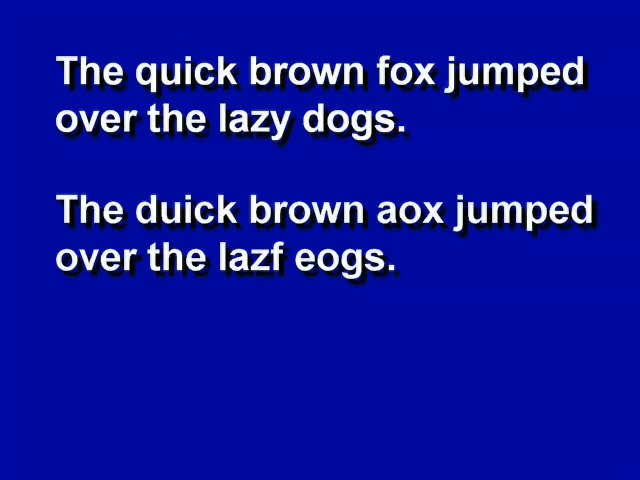 The quick brown fox jumped
over the lazy dogs.
The duick brown aox jumped
over the lazf eogs.